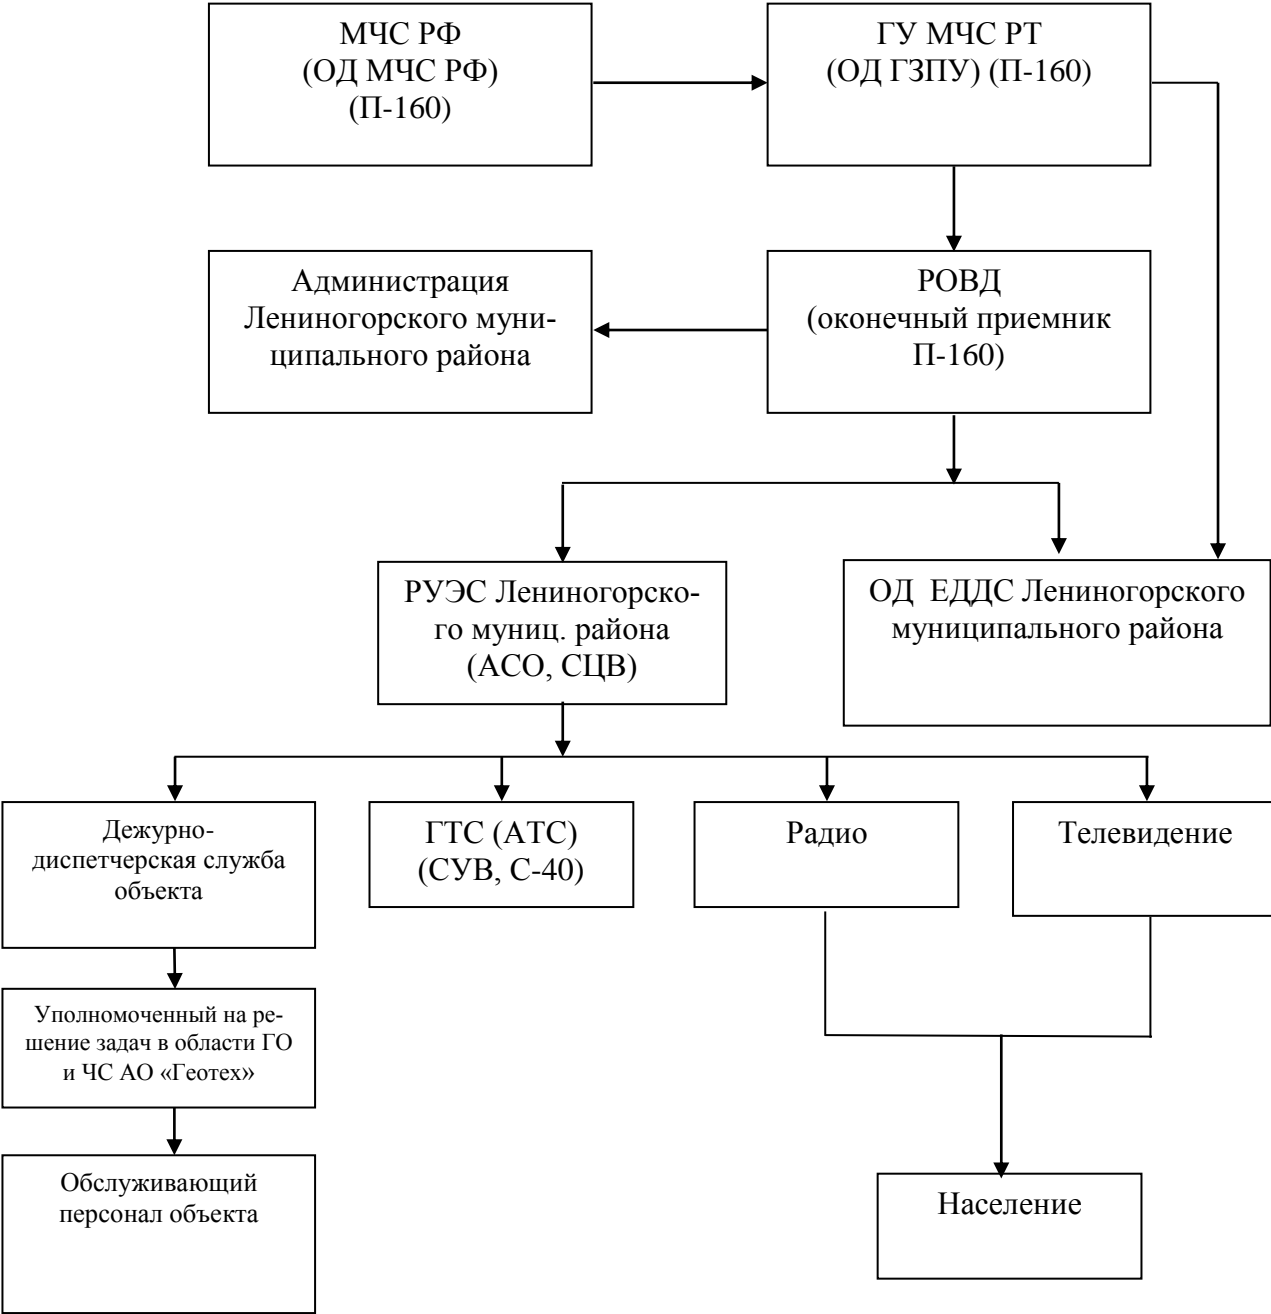 МЧС РФ
(ОД МЧС РФ)
(П-160)
ГУ МЧС РТ
(ОД ГЗПУ) (П-160)
Администрация
Лениногорского муни-
ципального района
РОВД
(оконечный приемник
П-160)
РУЭС Лениногорско-
го муниц. района
(АСО, СЦВ)
ОД ЕДДС Лениногорского
муниципального района
Дежурно-
диспетчерская служба
объекта
ГТС (АТС)
(СУВ, С-40)
Радио
Телевидение
Уполномоченный на ре-
шение задач в области ГО
и ЧС АО «Геотех»
Обслуживающий
персонал объекта
Население